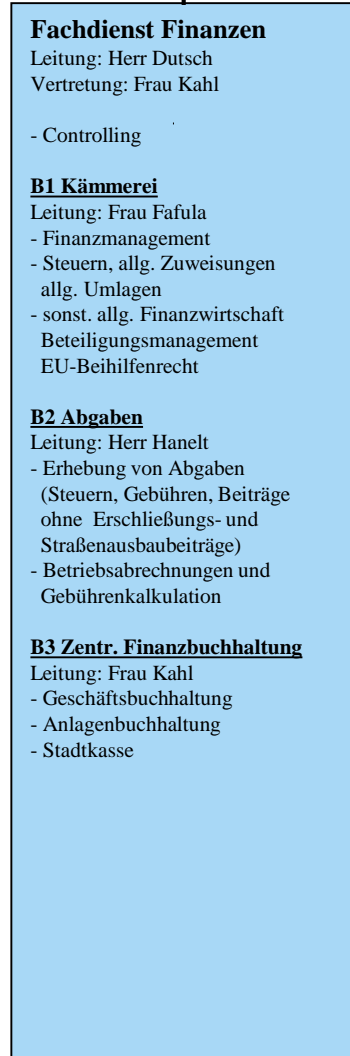 Fachdienst Finanzen
Leitung: Herr Dutsch
Vertretung: Frau Kahl
- Controlling
B1 Kämmerei
Leitung: Frau Fafula
- Finanzmanagement
- Steuern, allg. Zuweisungen
allg. Umlagen
- sonst. allg. Finanzwirtschaft
Beteiligungsmanagement
EU-Beihilfenrecht
B2 Abgaben
Leitung: Herr Hanelt
- Erhebung von Abgaben
(Steuern, Gebühren, Beiträge
ohne Erschließungs- und
Straßenausbaubeiträge)
- Betriebsabrechnungen und
Gebührenkalkulation
B3 Zentr. Finanzbuchhaltung
Leitung: Frau Kahl
- Geschäftsbuchhaltung
- Anlagenbuchhaltung
- Stadtkasse